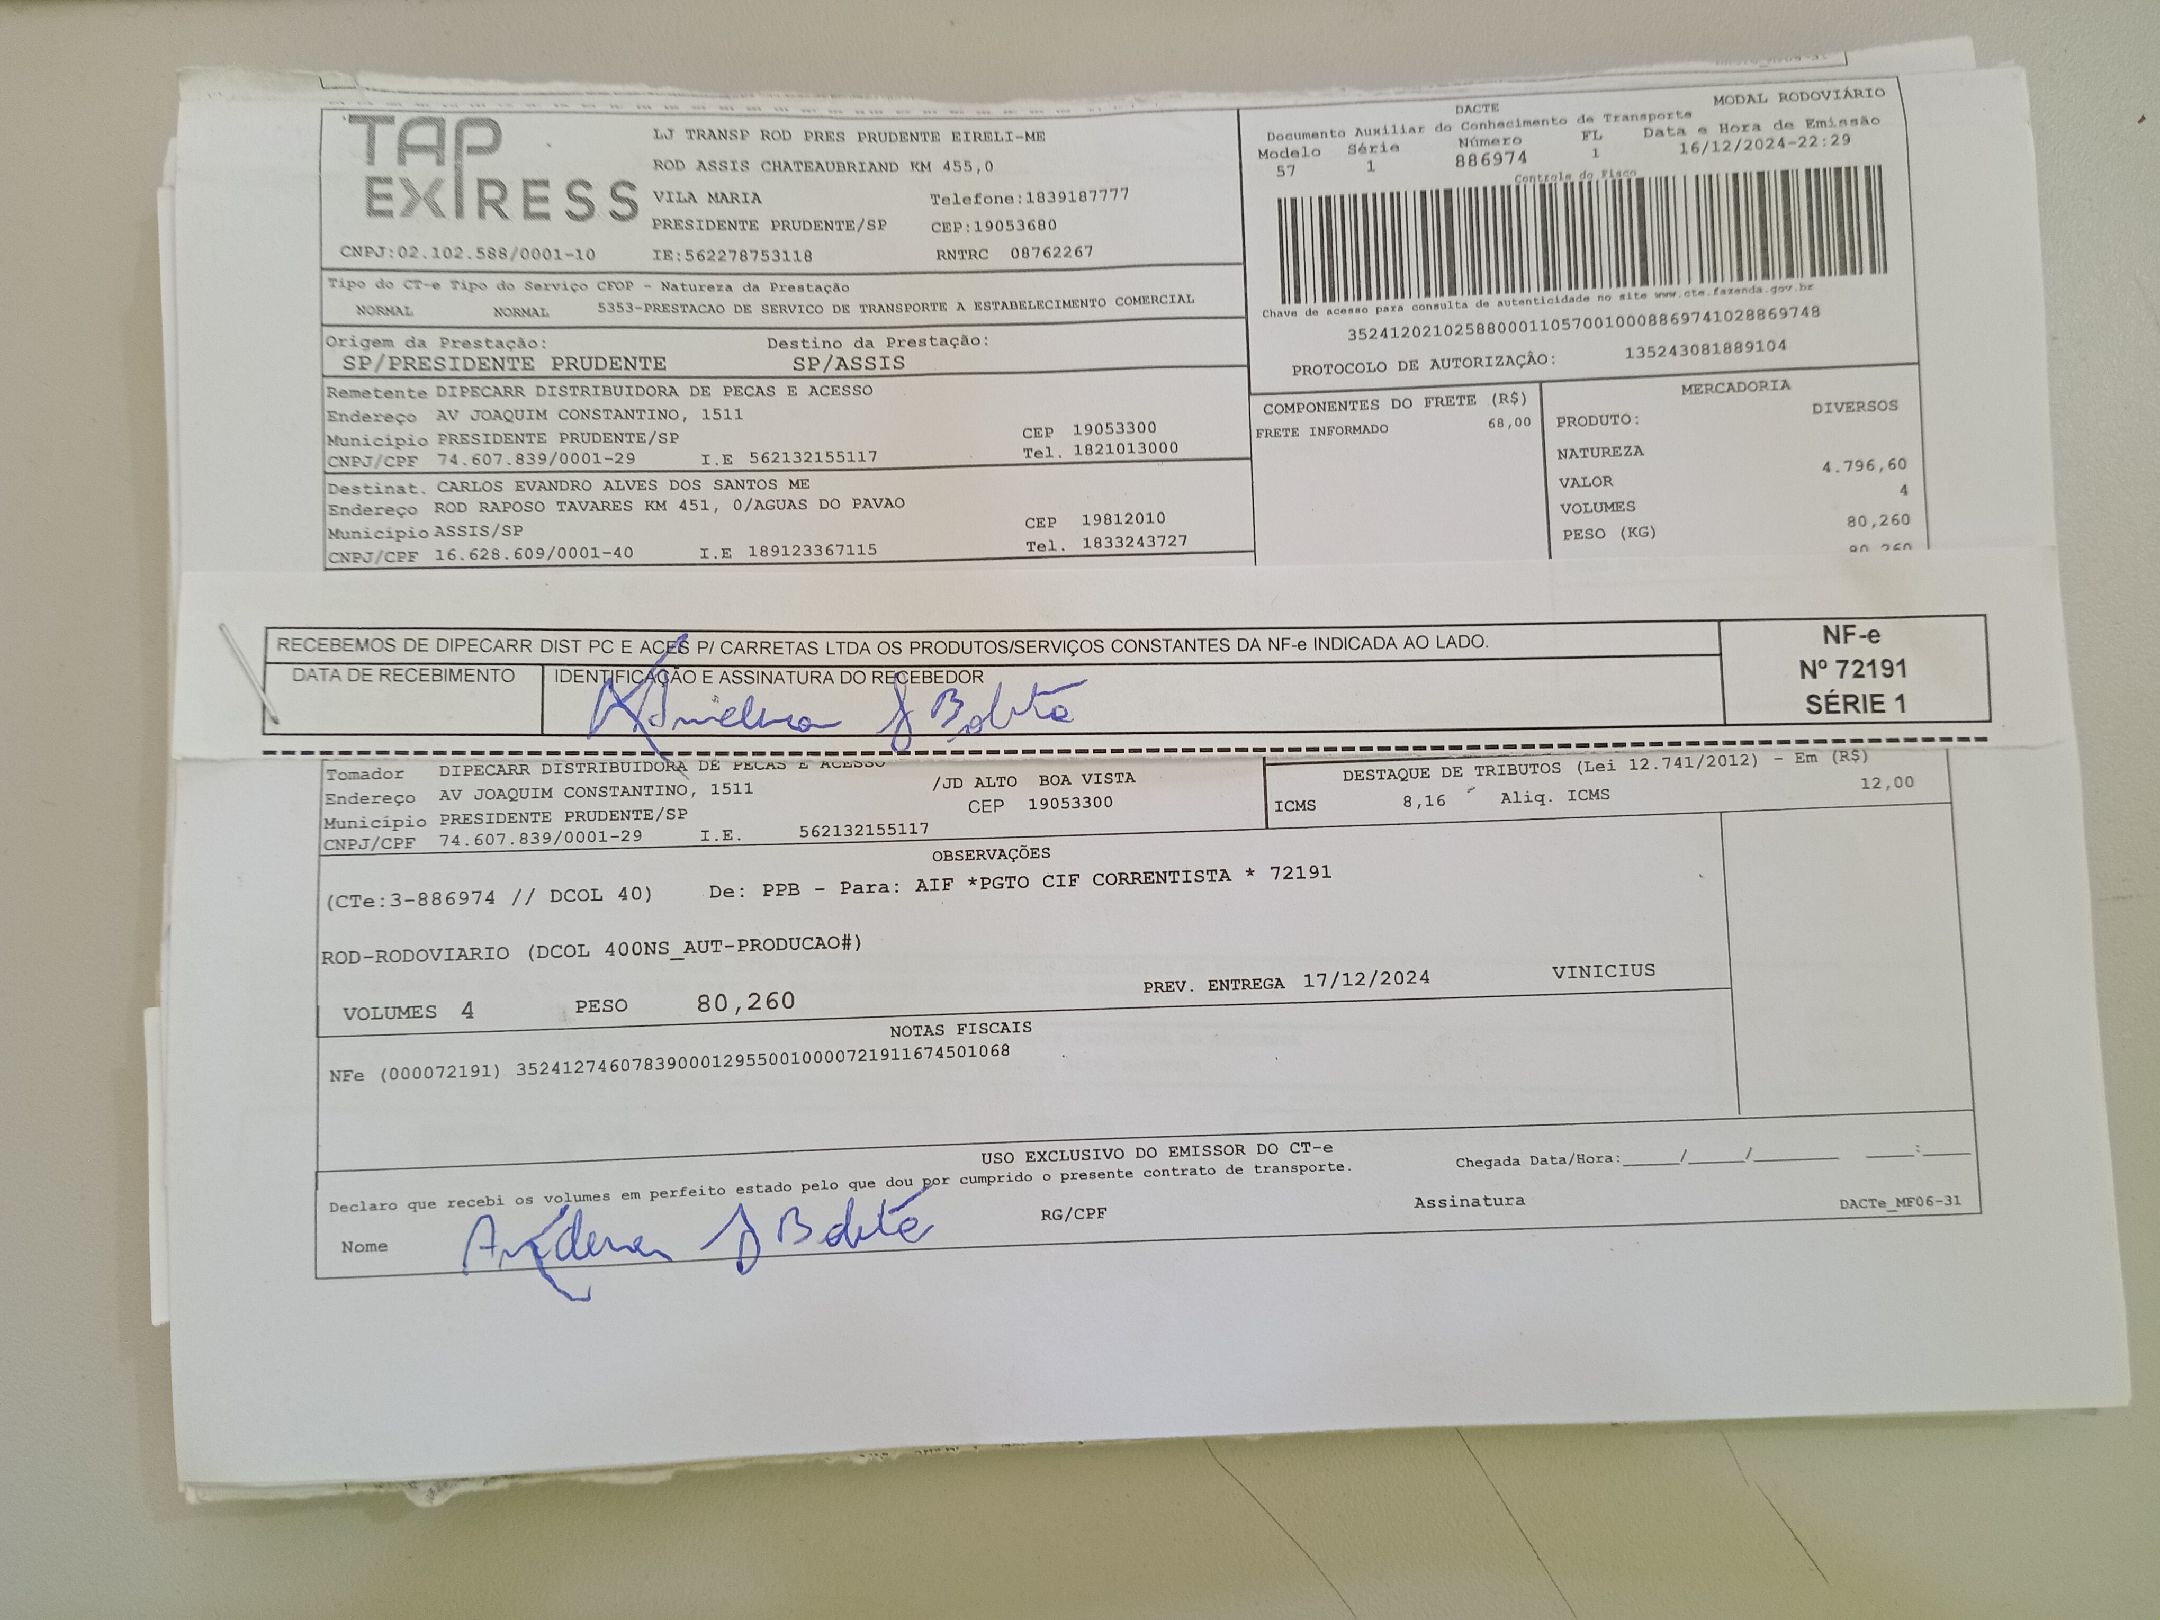 TAP
EXPRESS
LJ TRANSP ROD PRES PRUDENTE EIRELI-ME
ROD ASSIS CHATEAUBRIAND KM 455,0
VILA MARIA Telefone:1839187777
PRESIDENTE PRUDENTE/SP CEP:19053680
CNPJ:02.102.588/0001-10 IE:562278753118 RNTRC 08762267
DACTE MODAL RODOVIÁRIO
Documento Auxiliar do Conhecimento de Transporte
Modelo Série Número FL Data e Hora de Emissão
57 1 886974 1 16/12/2024-22:29
Controle do Fisco
Chave de acesso para consulta de autenticidade no site www.cte.fazenda.gov.br
35241202102588000110570010008869741028869748
PROTOCOLO DE AUTORIZAÇÃO: 135243081889104
Tipo do CT-e Tipo do Serviço CFOP - Natureza da Prestação
NORMAL NORMAL 5353-PRESTACAO DE SERVICO DE TRANSPORTE A ESTABELECIMENTO COMERCIAL
Origem da Prestação: Destino da Prestação:
SP/PRESIDENTE PRUDENTE SP/ASSIS
Remetente DIPECARR DISTRIBUIDORA DE PECAS E ACESSO
Endereço AV JOAQUIM CONSTANTINO, 1511
Município PRESIDENTE PRUDENTE/SP CEP 19053300
CNPJ/CPF 74.607.839/0001-29 I.E 562132155117 Tel. 1821013000
Destinat. CARLOS EVANDRO ALVES DOS SANTOS ME
Endereço ROD RAPOSO TAVARES KM 451, 0/AGUAS DO PAVAO
Município ASSIS/SP CEP 19812010
CNPJ/CPF 16.628.609/0001-40 I.E 189123367115 Tel. 1833243727
COMPONENTES DO FRETE (R$)
FRETE INFORMADO 68,00
MERCADORIA
PRODUTO: DIVERSOS
NATUREZA
VALOR 4.796,60
VOLUMES 4
PESO (KG) 80,260
80,260
RECEBEMOS DE DIPECARR DIST PC E ACES P/ CARRETAS LTDA OS PRODUTOS/SERVIÇOS CONSTANTES DA NF-e INDICADA AO LADO.
DATA DE RECEBIMENTO IDENTIFICAÇÃO E ASSINATURA DO RECEBEDOR
NF-e
Nº 72191
SÉRIE 1
Tomador DIPECARR DISTRIBUIDORA DE PECAS E ACESSO
Endereço AV JOAQUIM CONSTANTINO, 1511 /JD ALTO BOA VISTA
Município PRESIDENTE PRUDENTE/SP CEP 19053300
CNPJ/CPF 74.607.839/0001-29 I.E. 562132155117
DESTAQUE DE TRIBUTOS (Lei 12.741/2012) - Em (R$)
ICMS 8,16 Aliq. ICMS 12,00
OBSERVAÇÕES
(CTe:3-886974 // DCOL 40) De: PPB - Para: AIF *PGTO CIF CORRENTISTA * 72191
ROD-RODOVIARIO (DCOL 400NS_AUT-PRODUCAO#)
VOLUMES 4 PESO 80,260 PREV. ENTREGA 17/12/2024 VINICIUS
NOTAS FISCAIS
NFe (000072191) 35241274607839000129550010000721911674501068
USO EXCLUSIVO DO EMISSOR DO CT-e
Declaro que recebi os volumes em perfeito estado pelo que dou por cumprido o presente contrato de transporte. Chegada Data/Hora:_____/_____/________ ____:____
Nome RG/CPF Assinatura DACTe_MF06-31